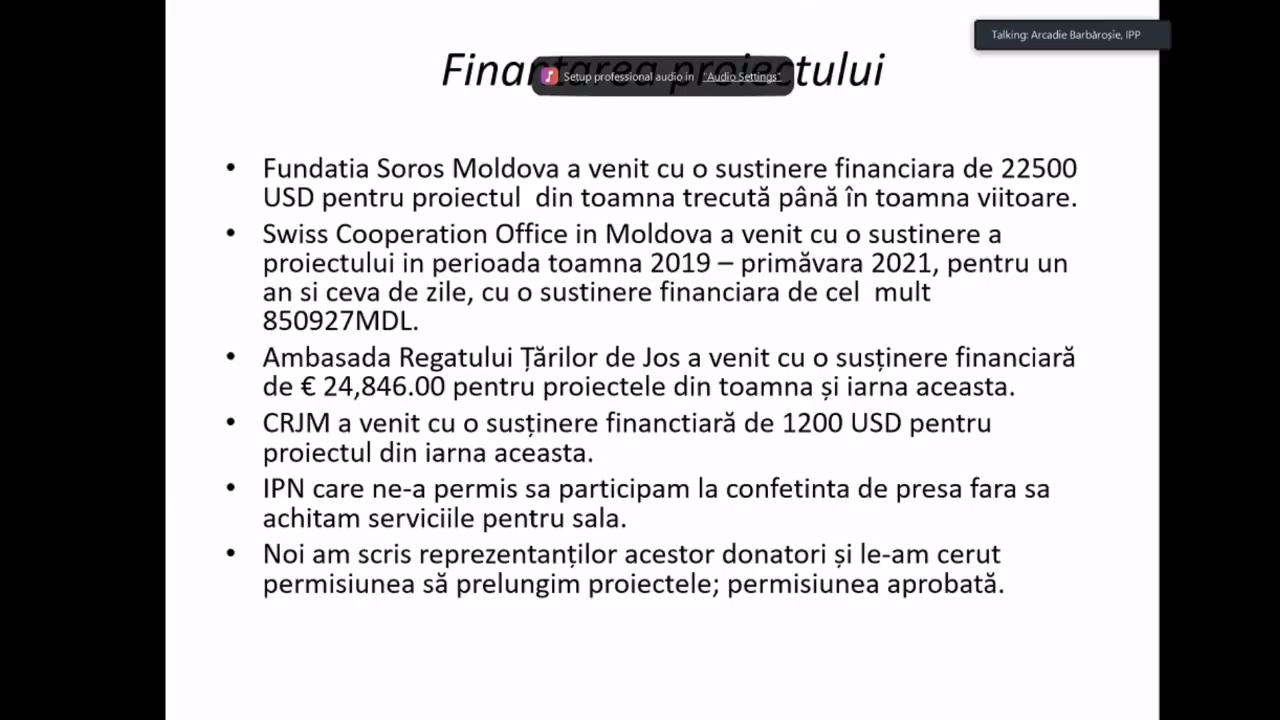 Talking: Arcadie Barbăroșie, IPP
Finantarea proiectului
Setup professional audio in "Audio Settings"
• Fundatia Soros Moldova a venit cu o sustinere financiara de 22500
USD pentru proiectul din toamna trecută până în toamna viitoare.
• Swiss Cooperation Office in Moldova a venit cu o sustinere a
proiectului in perioada toamna 2019 – primăvara 2021, pentru un
an si ceva de zile, cu o sustinere financiara de cel mult
850927MDL.
• Ambasada Regatului Țărilor de Jos a venit cu o susținere financiară
de € 24,846.00 pentru proiectele din toamna și iarna aceasta.
• CRJM a venit cu o susținere financtiară de 1200 USD pentru
proiectul din iarna aceasta.
• IPN care ne-a permis sa participam la confetinta de presa fara sa
achitam serviciile pentru sala.
• Noi am scris reprezentanților acestor donatori și le-am cerut
permisiunea să prelungim proiectele; permisiunea aprobată.